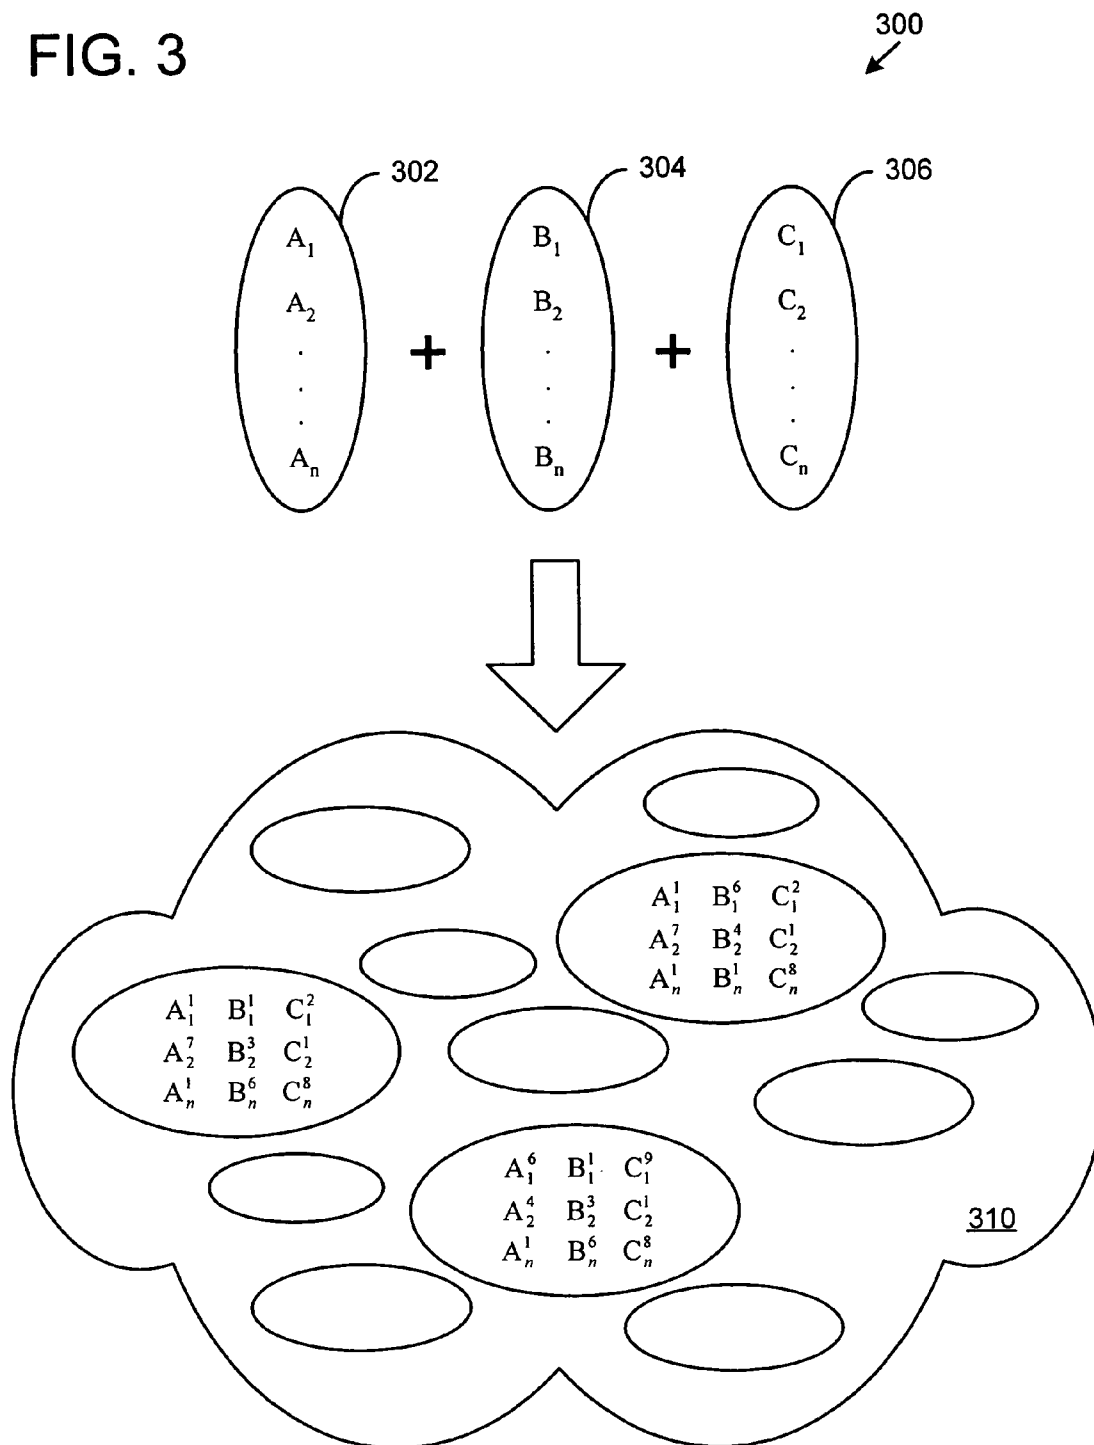 FIG. 3
300
302 304 306
A₁ B₁ C₁
A₂ B₂ C₂
. . .
. . .
. . .
Aₙ Bₙ Cₙ
+ +
A₁¹ B₁⁶ C₁²
A₂⁷ B₂⁴ C₂¹
Aₙ¹ Bₙ¹ Cₙ⁸
A₁¹ B₁¹ C₁²
A₂⁷ B₂³ C₂¹
Aₙ¹ Bₙ⁶ Cₙ⁸
A₁⁶ B₁¹ C₁⁹
A₂⁴ B₂³ C₂¹
Aₙ¹ Bₙ⁶ Cₙ⁸
310